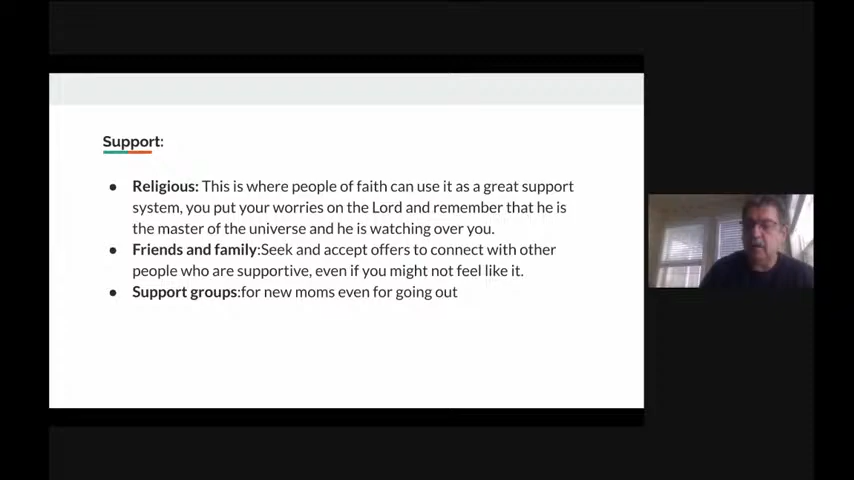 Support:
● Religious: This is where people of faith can use it as a great support
system, you put your worries on the Lord and remember that he is
the master of the universe and he is watching over you.
● Friends and family:Seek and accept offers to connect with other
people who are supportive, even if you might not feel like it.
● Support groups:for new moms even for going out